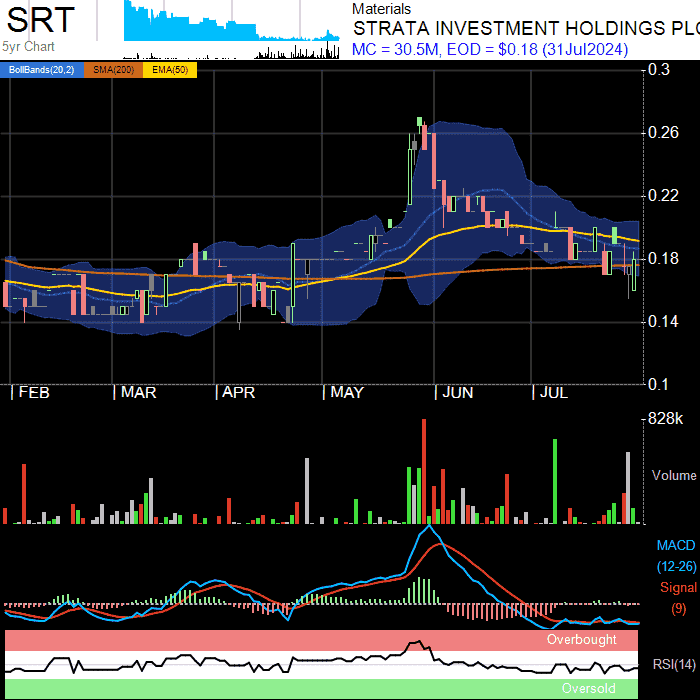 SRT
5yr Chart
Materials
STRATA INVESTMENT HOLDINGS PLC
MC = 30.5M, EOD = $0.18 (31Jul2024)
BollBands(20,2) SMA(200) EMA(50)
0.3
0.26
0.22
0.18
0.14
0.1
FEB MAR APR MAY JUN JUL
828k
Volume
MACD
(12-26)
Signal
(9)
Overbought
RSI(14)
Oversold